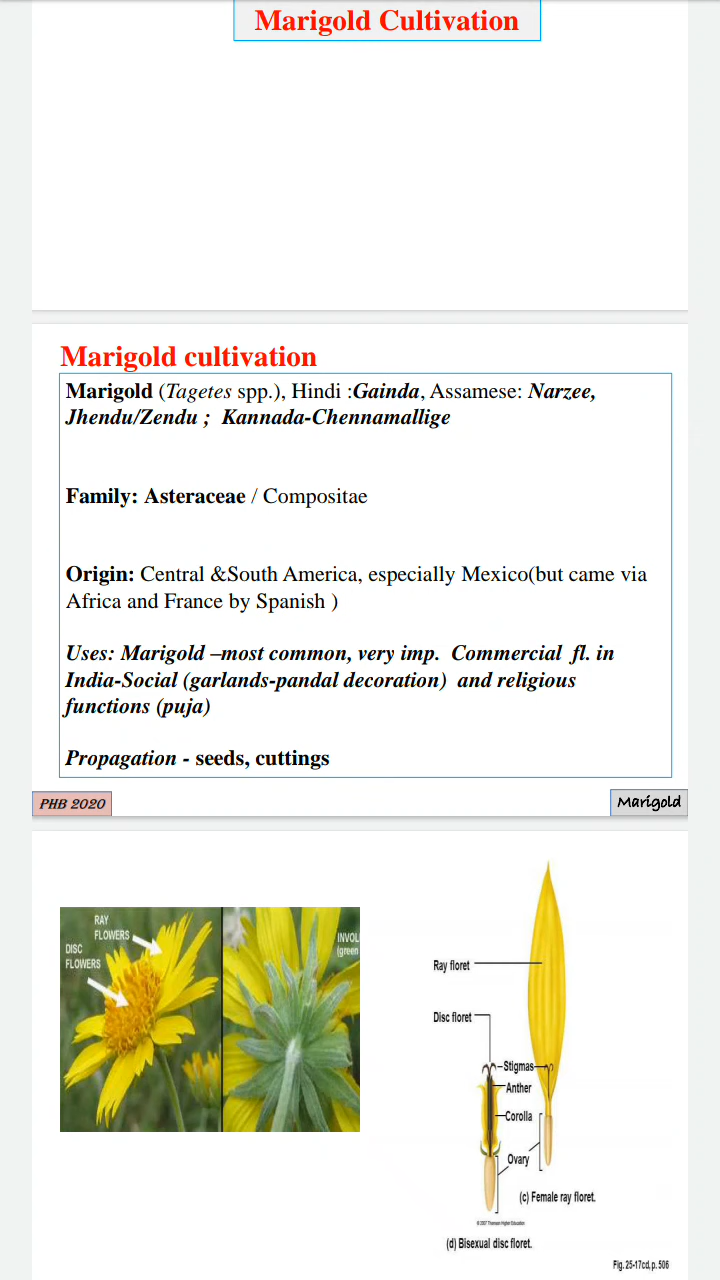 Marigold Cultivation
Marigold cultivation
Marigold (Tagetes spp.), Hindi :Gainda, Assamese: Narzee,
Jhendu/Zendu ; Kannada-Chennamallige
Family: Asteraceae / Compositae
Origin: Central &South America, especially Mexico(but came via
Africa and France by Spanish )
Uses: Marigold –most common, very imp. Commercial fl. in
India-Social (garlands-pandal decoration) and religious
functions (puja)
Propagation - seeds, cuttings
PHB 2020
Marigold
RAY
FLOWERS
DISC
FLOWERS
INVOL
(green
Ray floret
Disc floret
Stigmas
Anther
Corolla
Ovary
(c) Female ray floret.
© 2007 Thomson Higher Education
(d) Bisexual disc floret.
Fig. 25-17cd, p. 506